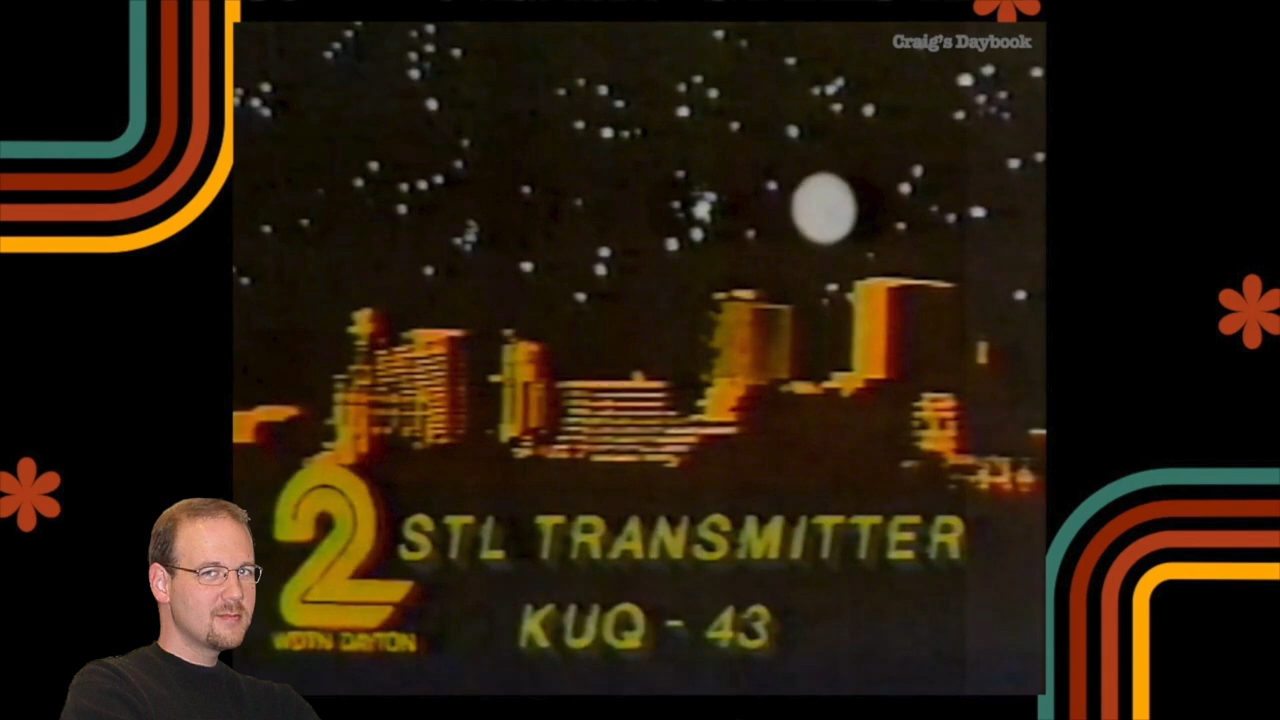 Craig's Daybook
2 STL TRANSMITTER
KUQ - 43
WDTN DAYTON